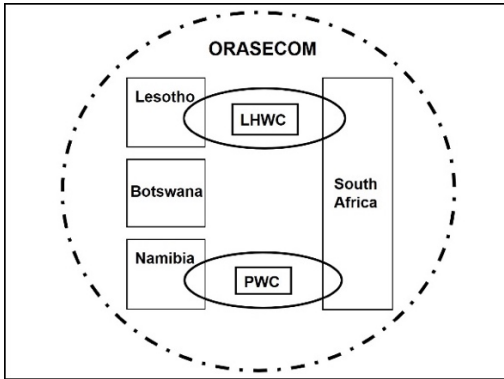 ORASECOM
Lesotho
LHWC
Botswana
South
Africa
Namibia
PWC